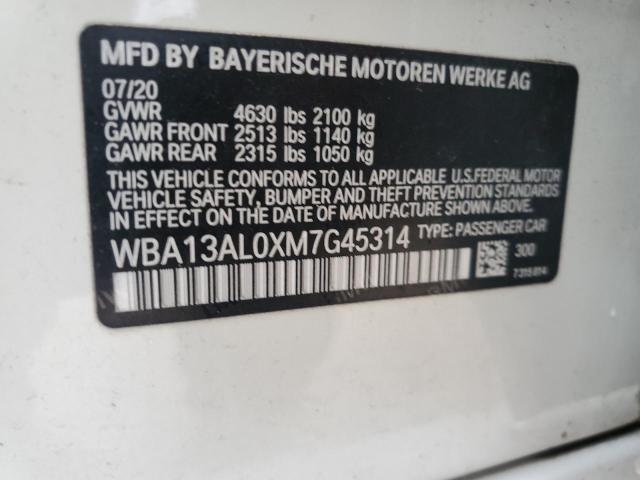 MFD BY BAYERISCHE MOTOREN WERKE AG
07/20
GVWR 4630 lbs 2100 kg
GAWR FRONT 2513 lbs 1140 kg
GAWR REAR 2315 lbs 1050 kg
THIS VEHICLE CONFORMS TO ALL APPLICABLE U.S.FEDERAL MOTOR
VEHICLE SAFETY, BUMPER AND THEFT PREVENTION STANDARDS
IN EFFECT ON THE DATE OF MANUFACTURE SHOWN ABOVE.
WBA13AL0XM7G45314 TYPE: PASSENGER CAR
300